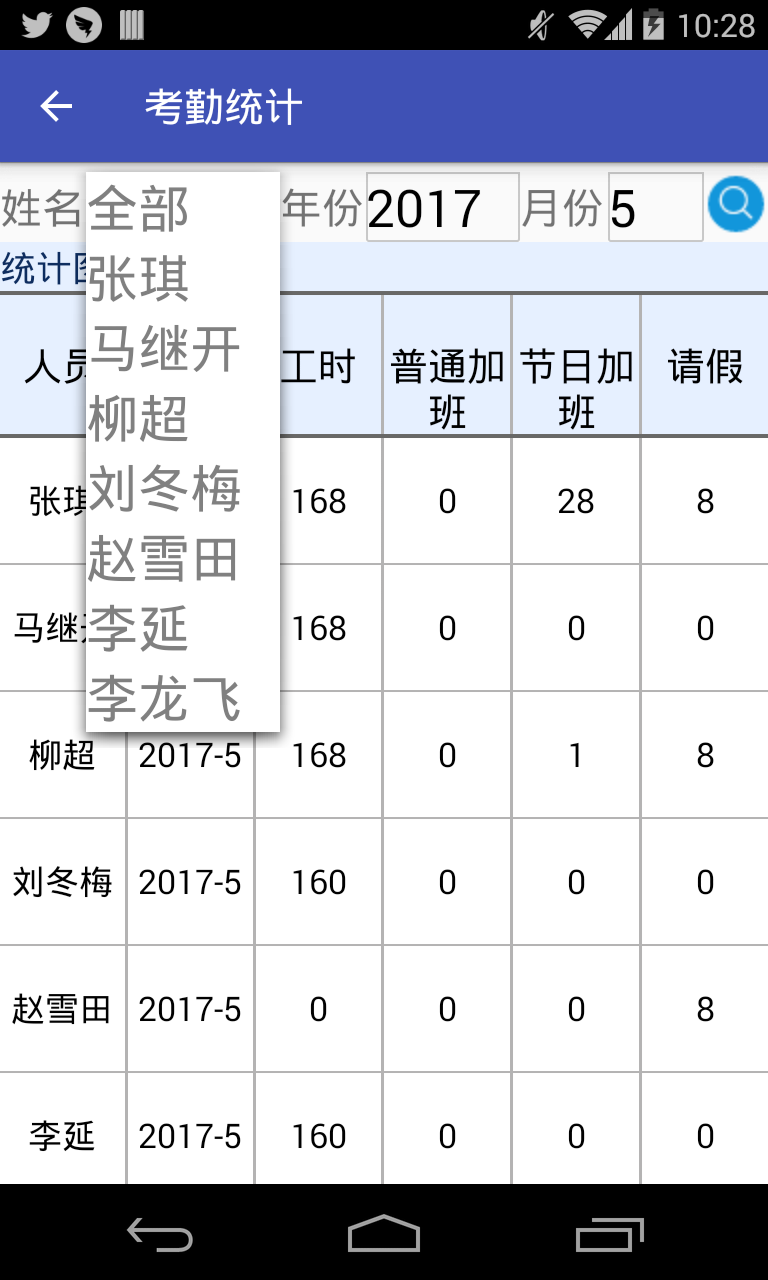 10:28
考勤统计
姓名 全部 年份 2017 月份 5
统计
张琪
马继开
柳超
刘冬梅
赵雪田
李延
李龙飞
人员 工时 普通加班 节日加班 请假
张琪 168 0 28 8
马继 168 0 0 0
柳超 2017-5 168 0 1 8
刘冬梅 2017-5 160 0 0 0
赵雪田 2017-5 0 0 0 8
李延 2017-5 160 0 0 0